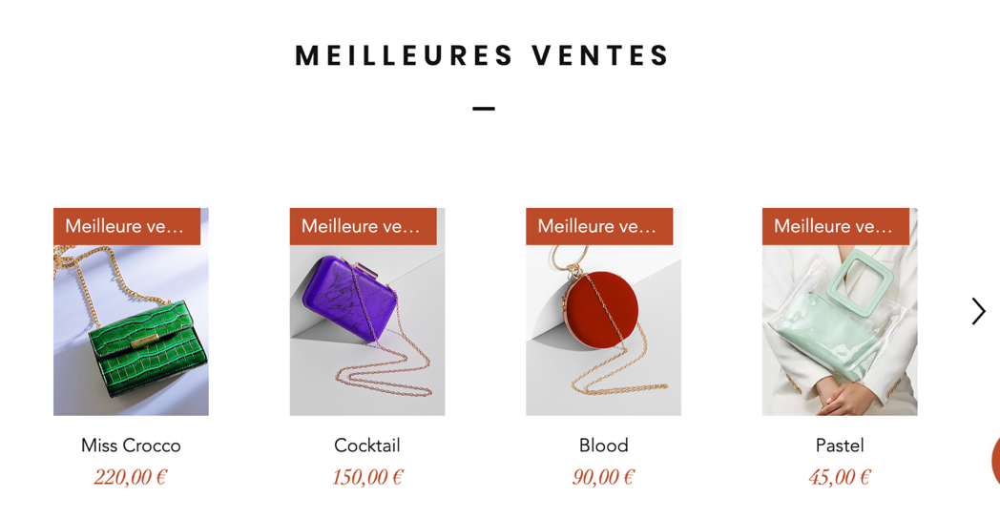 MEILLEURES VENTES
Meilleure ve...
Meilleure ve...
Meilleure ve...
Meilleure ve...
Miss Crocco
Cocktail
Blood
Pastel
220,00 €
150,00 €
90,00 €
45,00 €